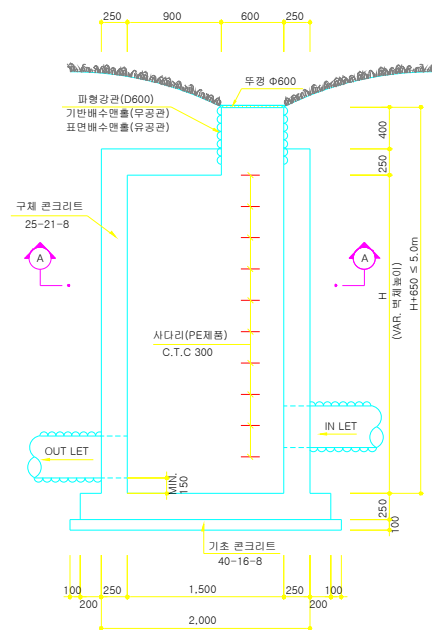 250
900
600
250
뚜껑 Φ600
파형강관(D600)
기반배수맨홀(무공관)
표면배수맨홀(유공관)
400
250
구체 콘크리트
25-21-8
A
A
H
(VAR. 벽체높이)
H+650 ≤ 5.0m
사다리(PE제품)
C.T.C 300
IN LET
OUT LET
MIN.
150
250
100
기초 콘크리트
40-16-8
100
200
250
1,500
250
200
100
2,000